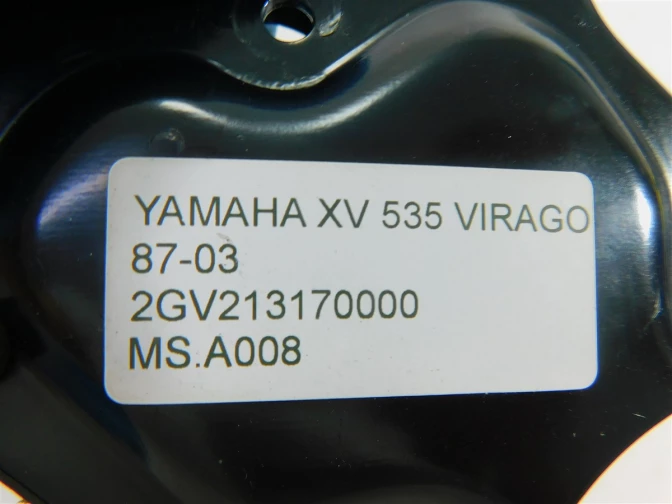 YAMAHA XV 535 VIRAGO
87-03
2GV213170000
MS.A008